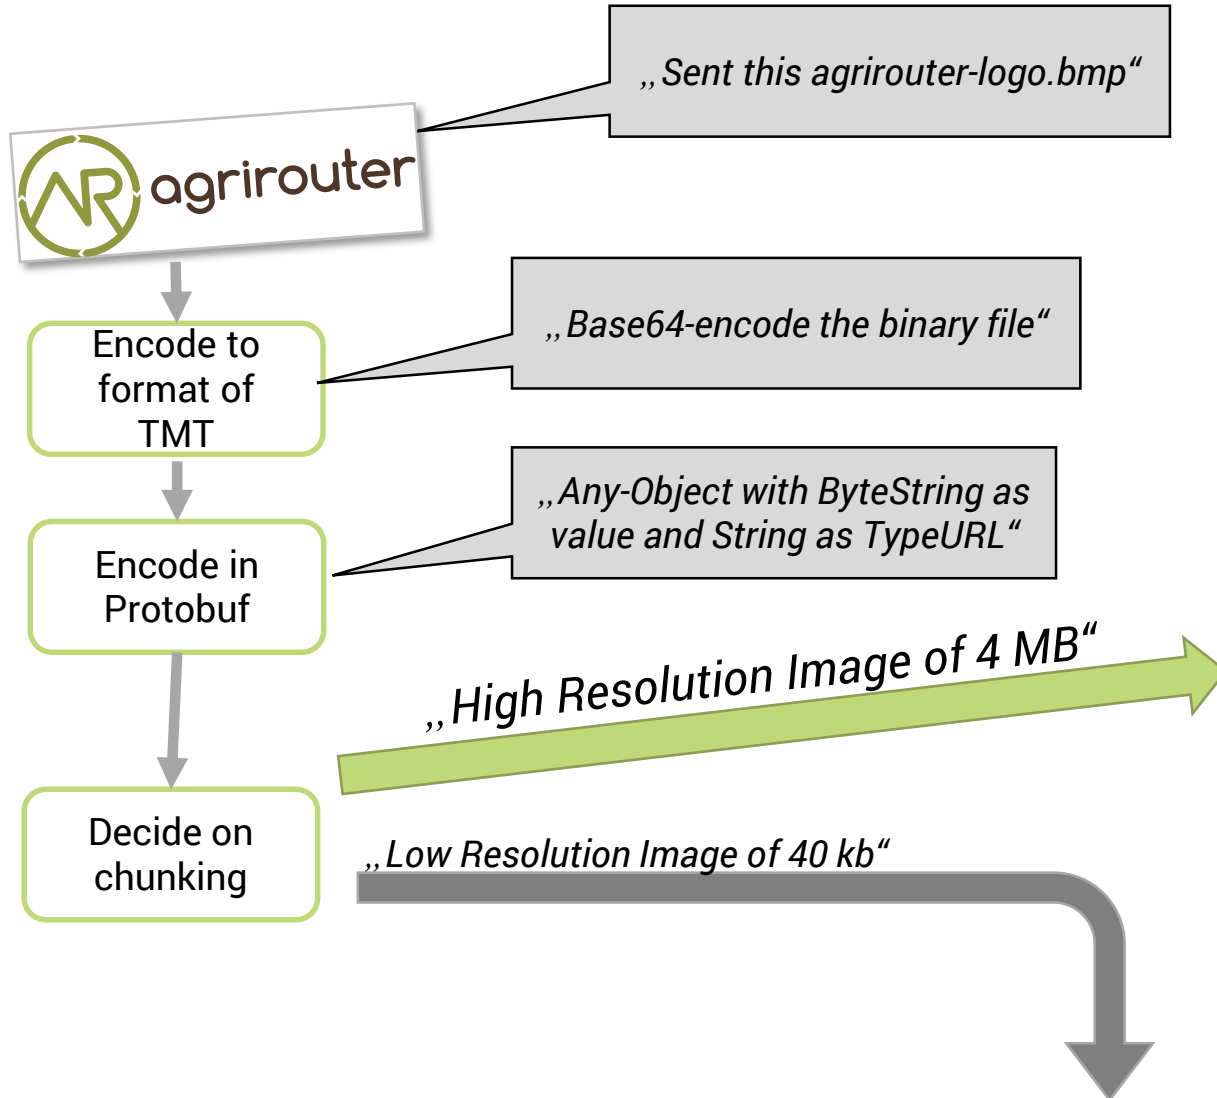 „Sent this agrirouter-logo.bmp“
AR agrirouter
Encode to
format of
TMT
„Base64-encode the binary file“
Encode in
Protobuf
„Any-Object with ByteString as
value and String as TypeURL“
„High Resolution Image of 4 MB“
Decide on
chunking
„Low Resolution Image of 40 kb“